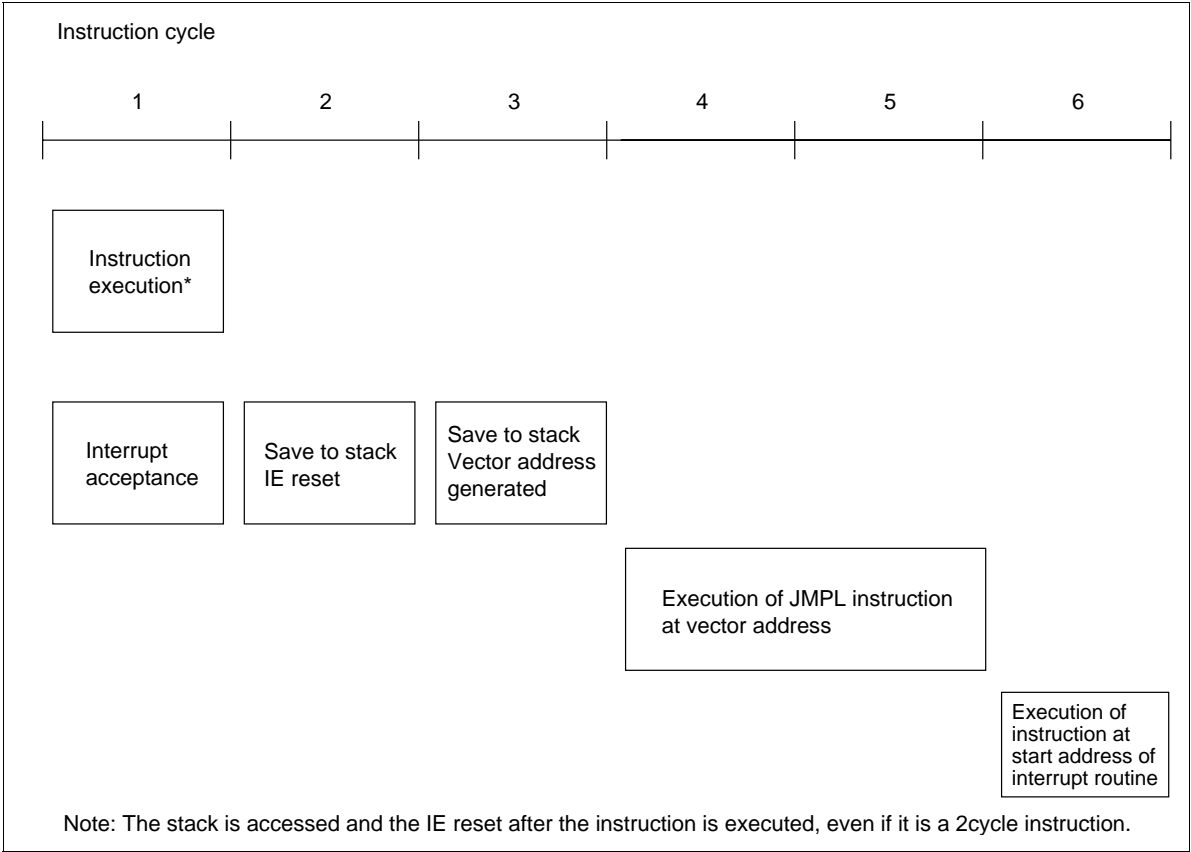 Instruction cycle
1 2 3 4 5 6
Instruction
execution*
Interrupt
acceptance
Save to stack
IE reset
Save to stack
Vector address
generated
Execution of JMPL instruction
at vector address
Execution of
instruction at
start address of
interrupt routine
Note: The stack is accessed and the IE reset after the instruction is executed, even if it is a 2cycle instruction.